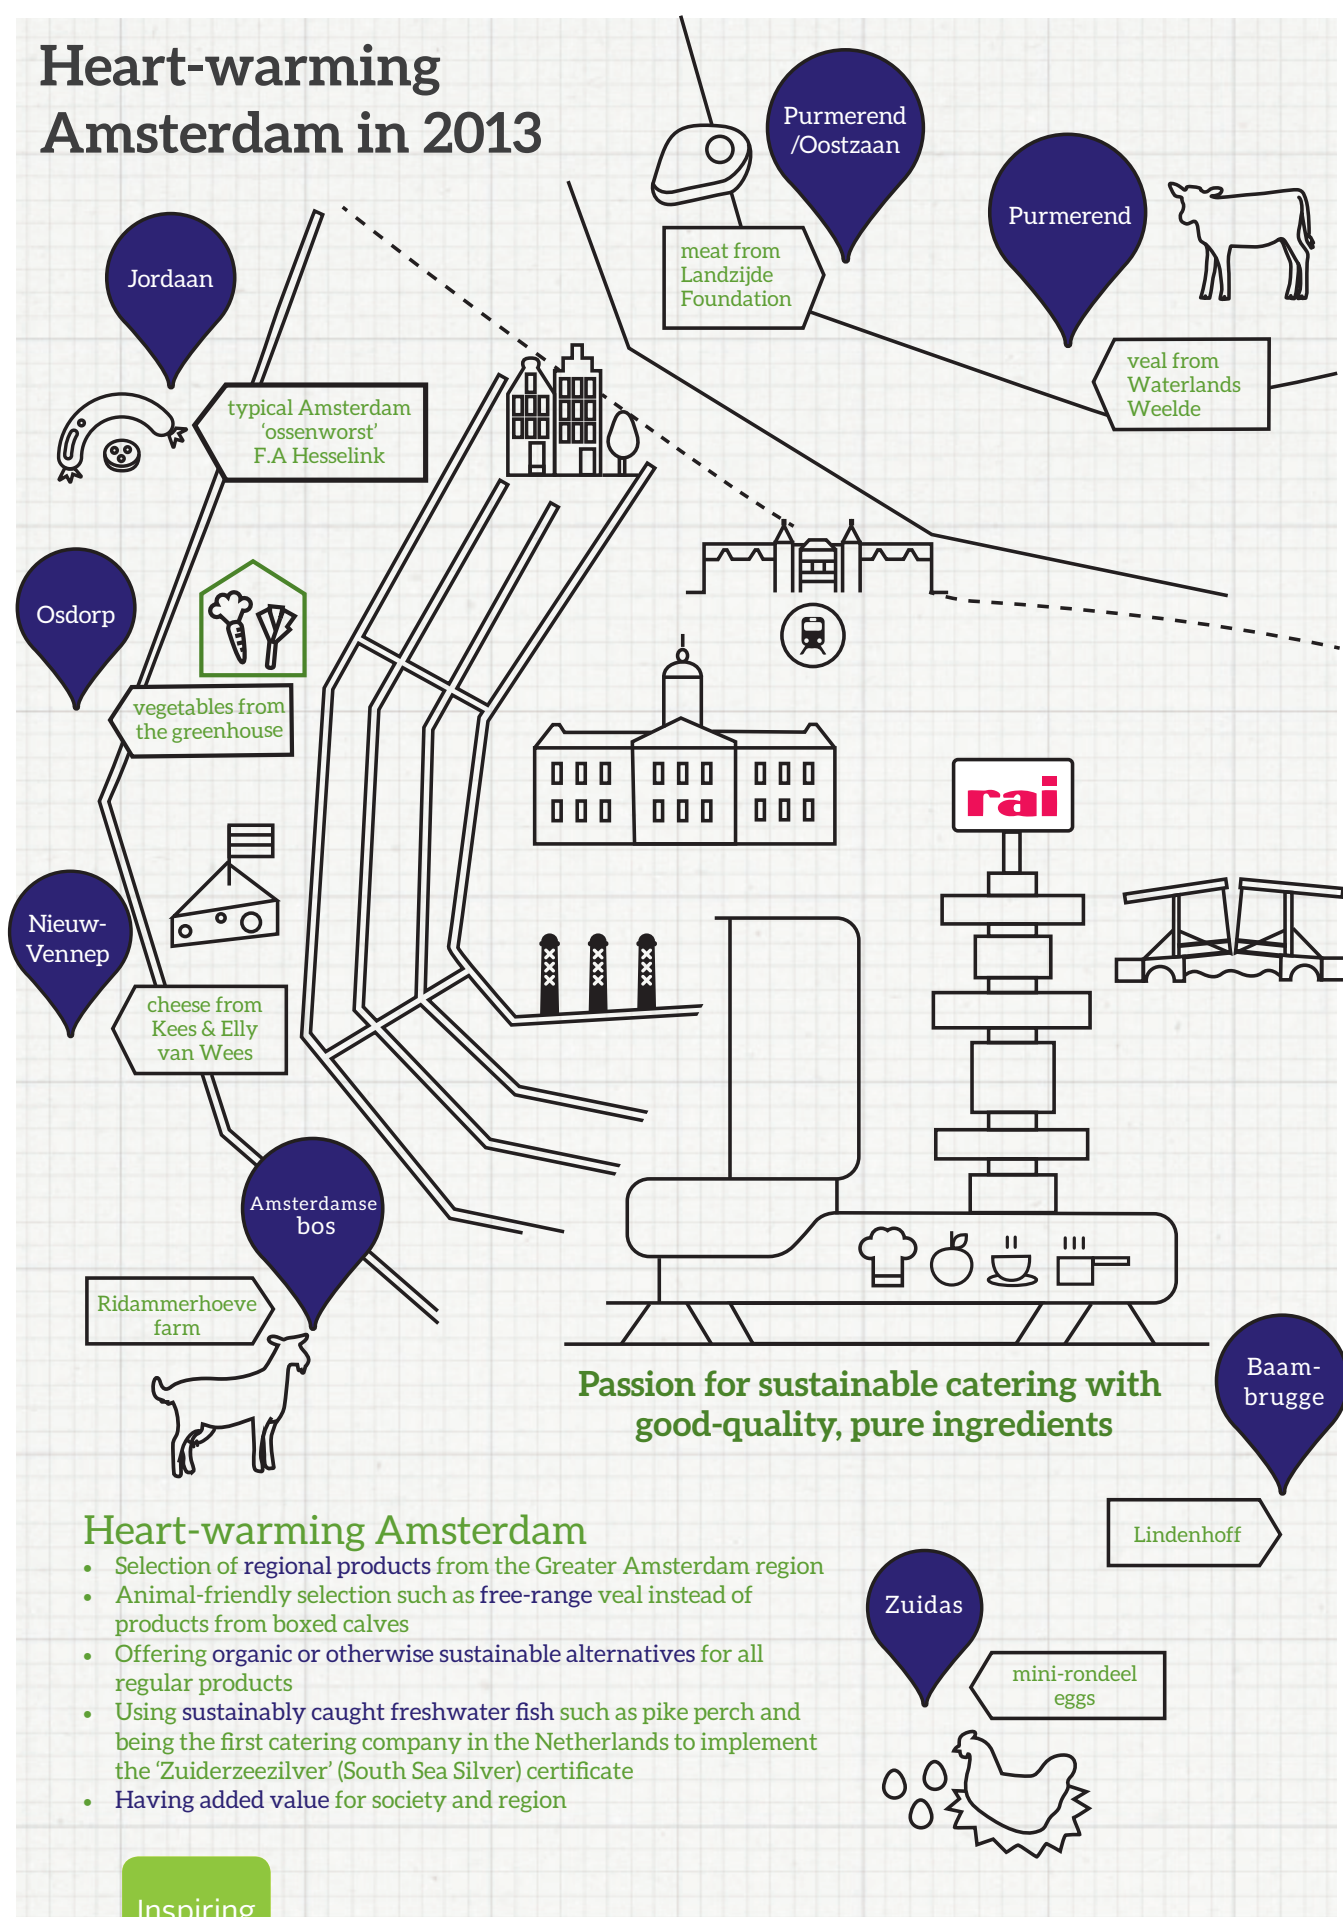 Heart-warming
Amsterdam in 2013
Purmerend
/Oostzaan
Purmerend
meat from
Landzijde
Foundation
Jordaan
veal from
Waterlands
Weelde
typical Amsterdam
‘ossenworst’
F.A Hesselink
Osdorp
vegetables from
the greenhouse
rai
Nieuw-
Vennep
cheese from
Kees & Elly
van Wees
Amsterdamse
bos
Ridammerhoeve
farm
Passion for sustainable catering with
good-quality, pure ingredients
Baam-
brugge
Lindenhoff
Heart-warming Amsterdam
• Selection of regional products from the Greater Amsterdam region
• Animal-friendly selection such as free-range veal instead of
products from boxed calves
• Offering organic or otherwise sustainable alternatives for all
regular products
• Using sustainably caught freshwater fish such as pike perch and
being the first catering company in the Netherlands to implement
the ‘Zuiderzeezilver’ (South Sea Silver) certificate
• Having added value for society and region
Zuidas
mini-rondeel
eggs
Inspiring